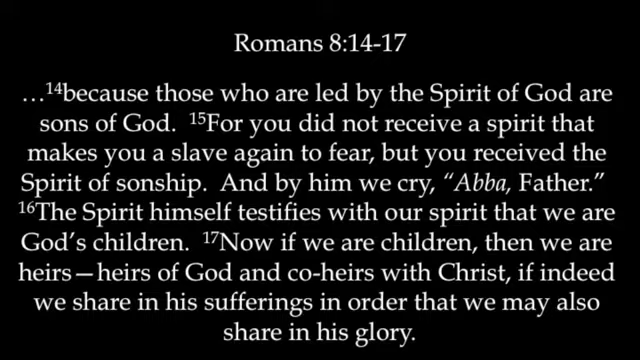 Romans 8:14-17
…14because those who are led by the Spirit of God are
sons of God. 15For you did not receive a spirit that
makes you a slave again to fear, but you received the
Spirit of sonship. And by him we cry, “Abba, Father.”
16The Spirit himself testifies with our spirit that we are
God’s children. 17Now if we are children, then we are
heirs—heirs of God and co-heirs with Christ, if indeed
we share in his sufferings in order that we may also
share in his glory.